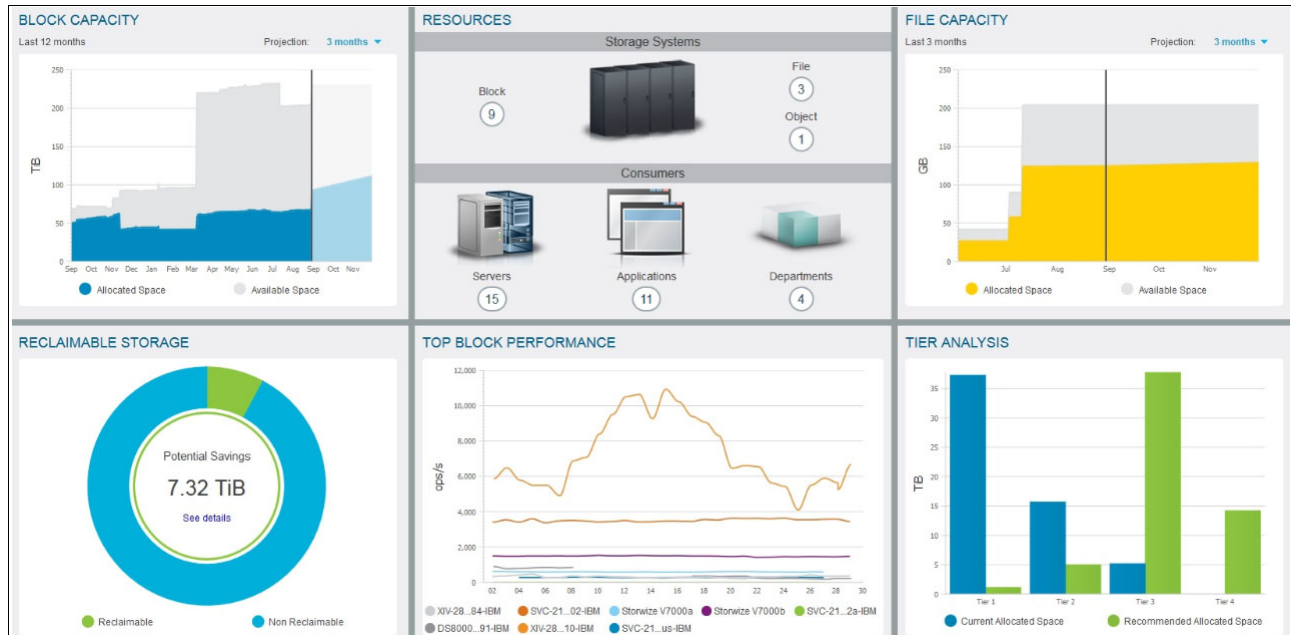 BLOCK CAPACITY
Last 12 months
Projection: 3 months
250
200
150
100
50
0
TiB
Sep Oct Nov Dec Jan Feb Mar Apr May Jun Jul Aug Sep Oct Nov
Allocated Space
Available Space
RESOURCES
Storage Systems
Block
9
File
3
Object
1
Consumers
Servers
15
Applications
11
Departments
4
FILE CAPACITY
Last 3 months
Projection: 3 months
250
200
150
100
50
0
GB
Jul Aug Sep Oct Nov
Allocated Space
Available Space
RECLAIMABLE STORAGE
Potential Savings
7.32 TiB
See details
Reclaimable
Non Reclaimable
TOP BLOCK PERFORMANCE
12,000
10,000
8,000
6,000
4,000
2,000
0
ops/s
02 04 06 08 10 12 14 16 18 20 22 24 26 28 30
XIV-28...84-IBM SVC-21...02-IBM Storwize V7000a Storwize V7000b SVC-21...2a-IBM
DS8000...91-IBM XIV-28...10-IBM SVC-21...us-IBM
TIER ANALYSIS
35
30
25
20
15
10
5
0
TB
Tier 1 Tier 2 Tier 3 Tier 4
Current Allocated Space
Recommended Allocated Space